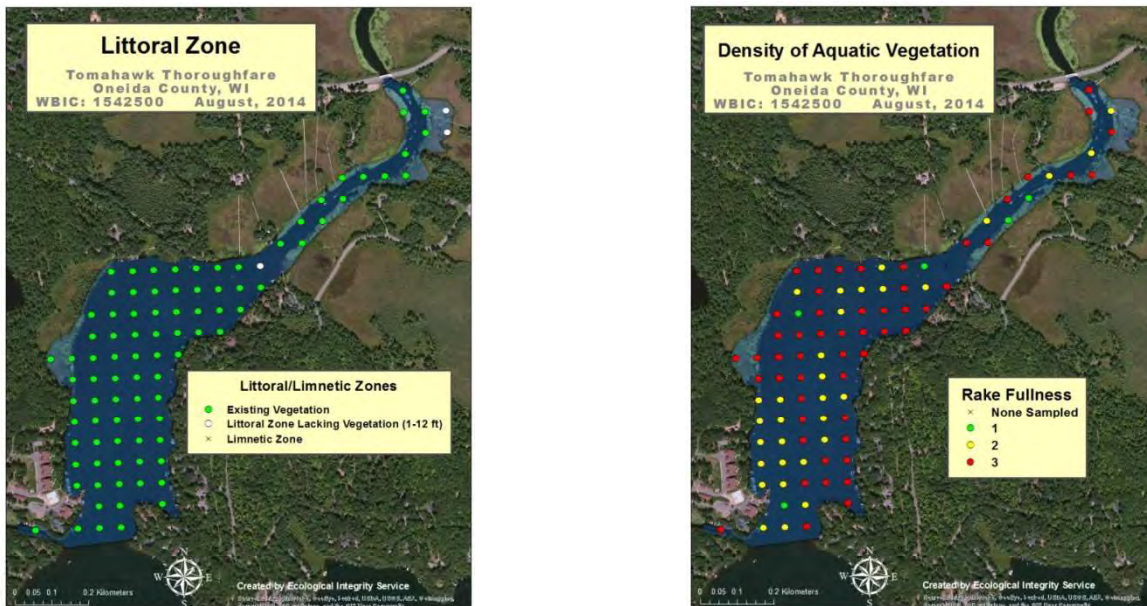 Littoral Zone
Tomahawk Thoroughfare
Oneida County, WI
WBIC: 1542500 August, 2014
Littoral/Limnetic Zones
Existing Vegetation
Littoral Zone Lacking Vegetation (1-12 ft)
Limnetic Zone
N
W E
S
Created by Ecological Integrity Service
0 0.05 0.1 0.2 Kilometers
Density of Aquatic Vegetation
Tomahawk Thoroughfare
Oneida County, WI
WBIC: 1542500 August, 2014
Rake Fullness
None Sampled
1
2
3
N
W E
S
Created by Ecological Integrity Service
0 0.05 0.1 0.2 Kilometers